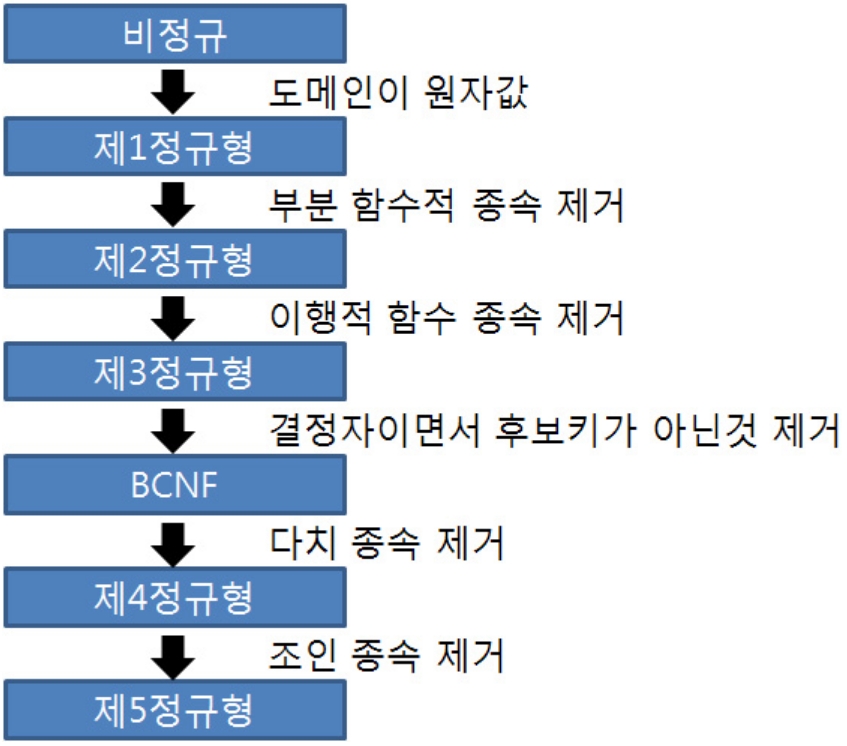 비정규
도메인이 원자값
제1정규형
부분 함수적 종속 제거
제2정규형
이행적 함수 종속 제거
제3정규형
결정자이면서 후보키가 아닌것 제거
BCNF
다치 종속 제거
제4정규형
조인 종속 제거
제5정규형